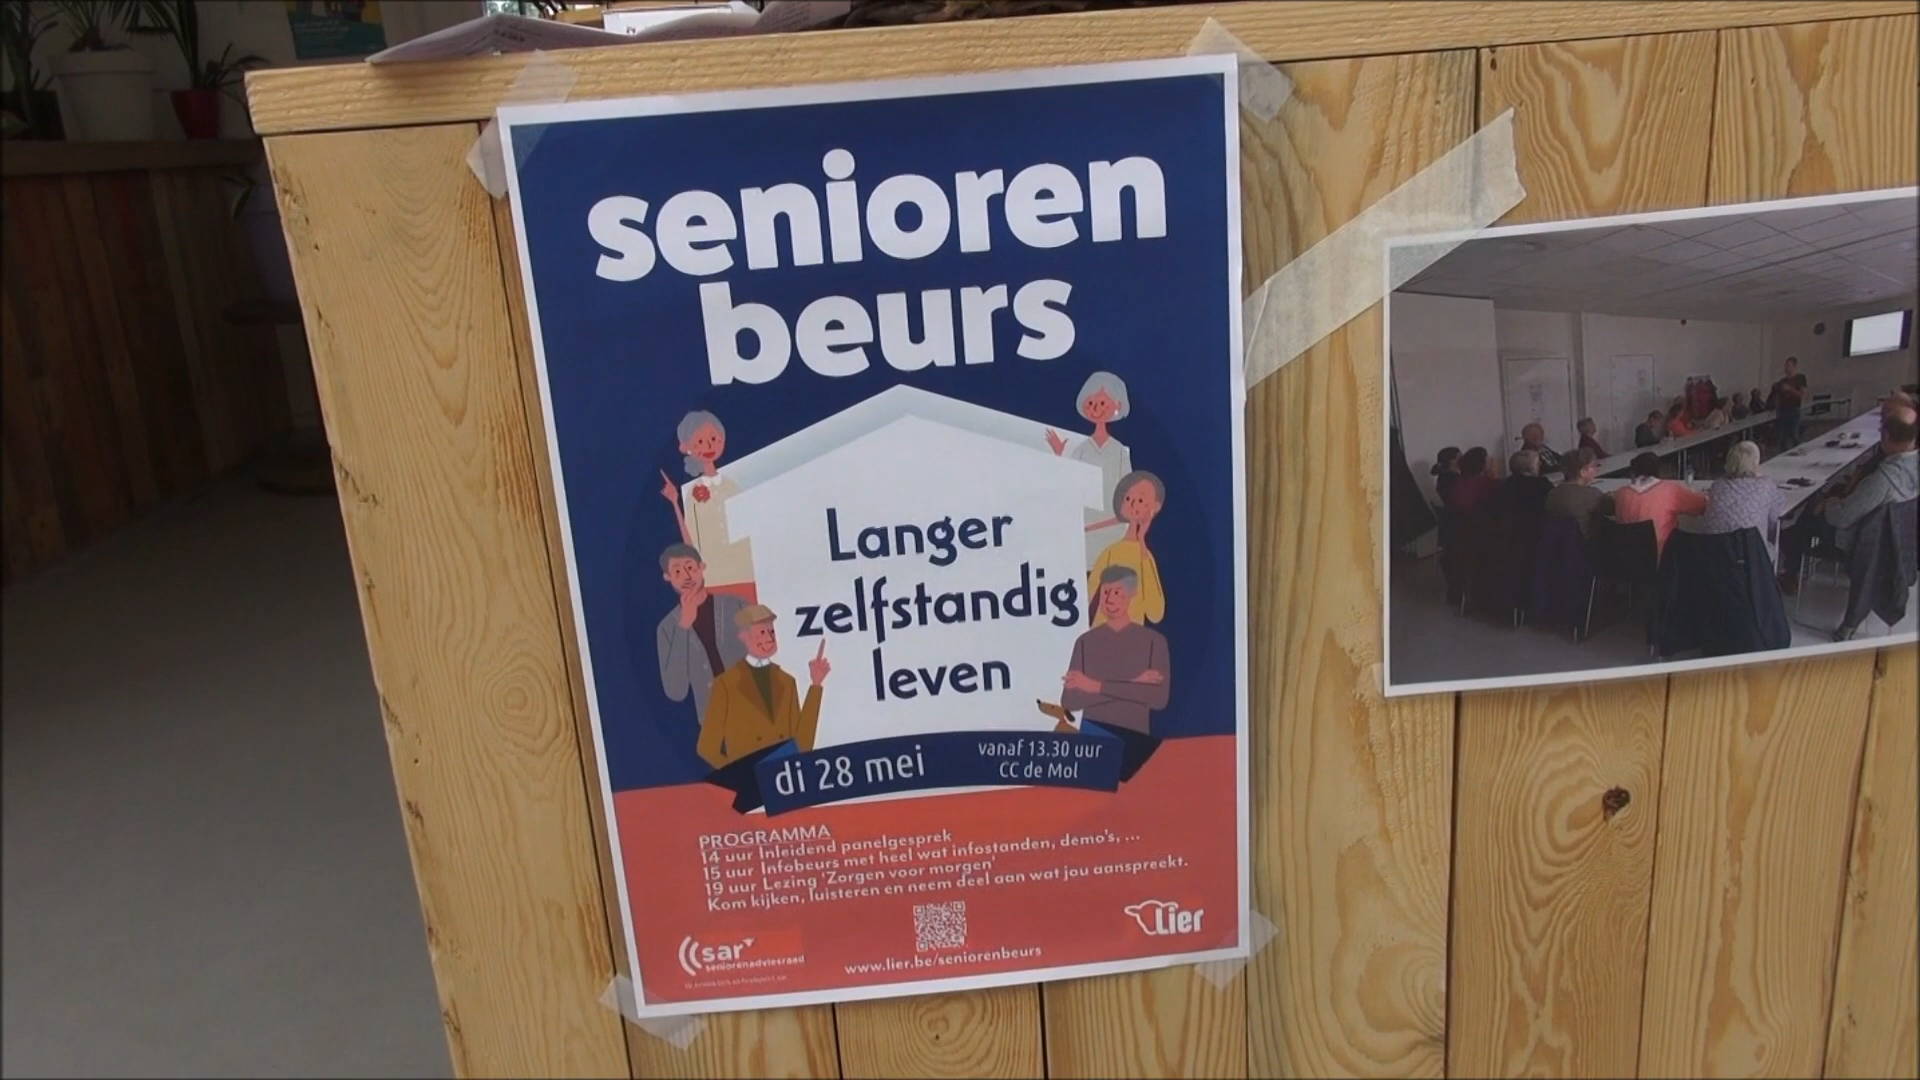 senioren
beurs
Langer
zelfstandig
leven
di 28 mei
vanaf 13.30 uur
CC de Mol
PROGRAMMA
14 uur Inleidend panelgesprek
15 uur Infobeurs met heel wat infostanden, demo's, ...
19 uur Lezing 'Zorgen voor morgen'
Kom kijken, luisteren en neem deel aan wat jou aanspreekt.
sar
seniorenadviesraad
www.lier.be/seniorenbeurs
Lier